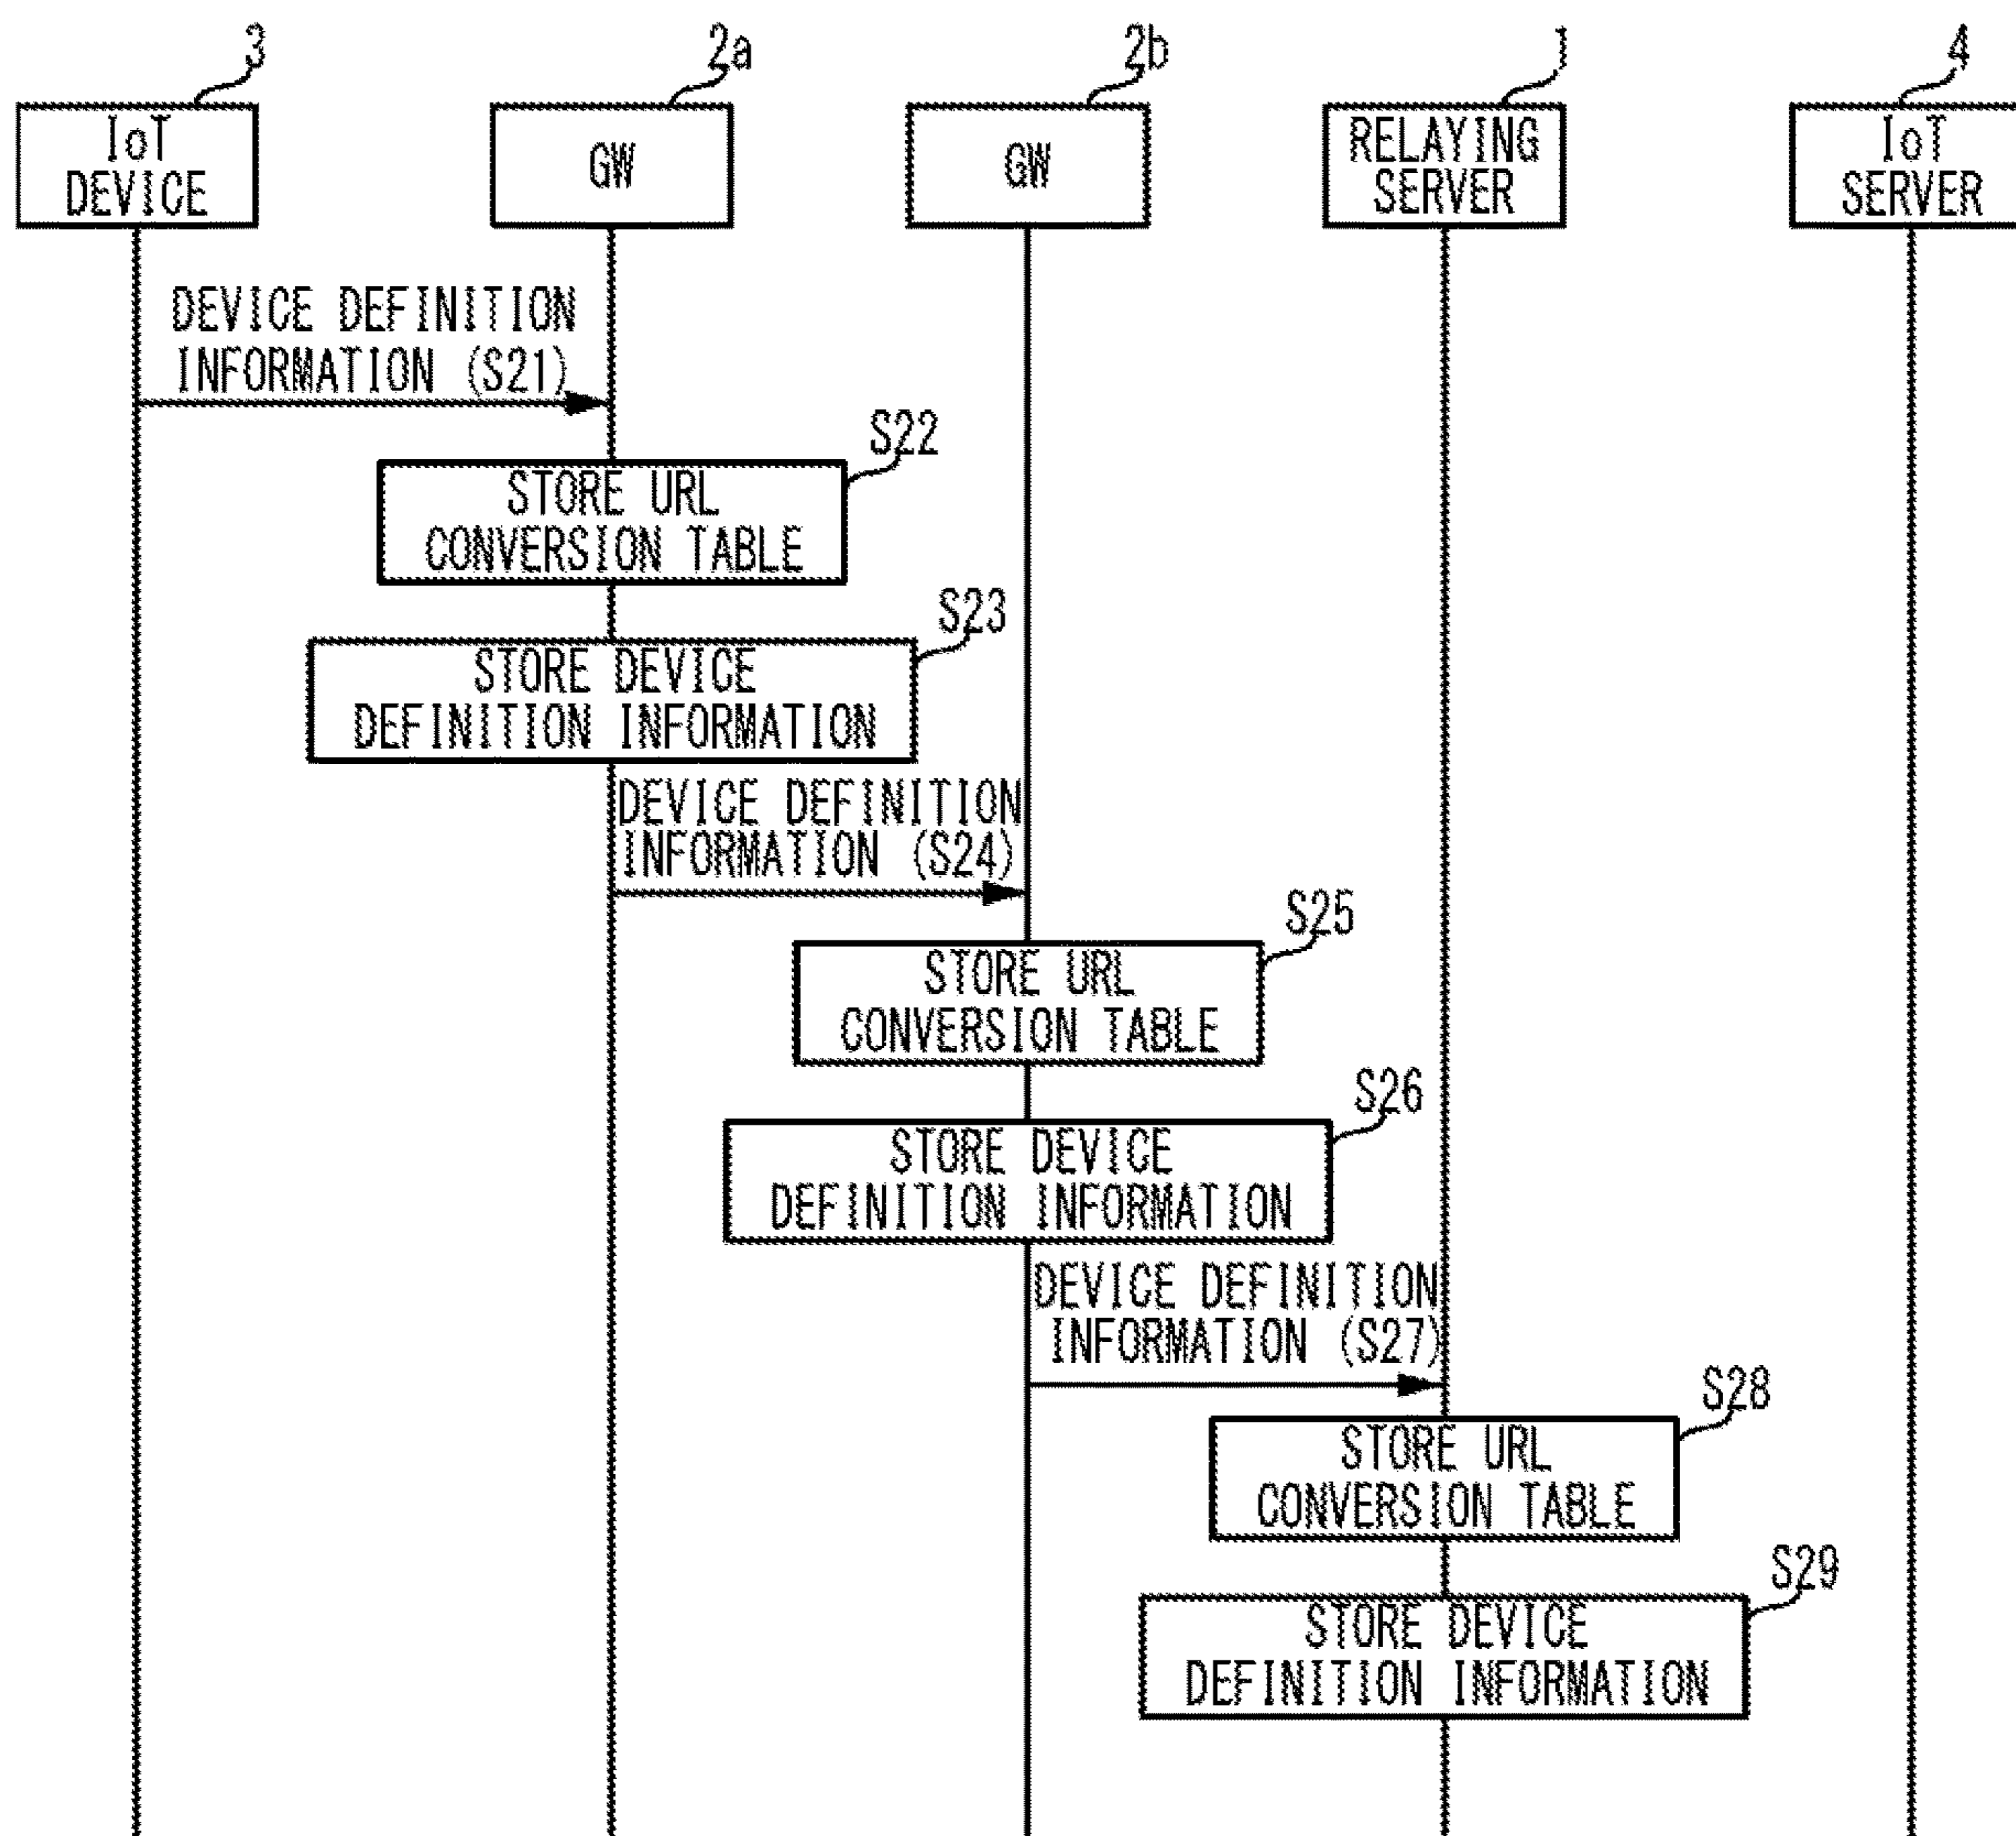 3
2a
2b
1
4
IoT
DEVICE
GW
GW
RELAYING
SERVER
IoT
SERVER
DEVICE DEFINITION
INFORMATION (S21)
S22
STORE URL
CONVERSION TABLE
S23
STORE DEVICE
DEFINITION INFORMATION
DEVICE DEFINITION
INFORMATION (S24)
S25
STORE URL
CONVERSION TABLE
S26
STORE DEVICE
DEFINITION INFORMATION
DEVICE DEFINITION
INFORMATION (S27)
S28
STORE URL
CONVERSION TABLE
S29
STORE DEVICE
DEFINITION INFORMATION